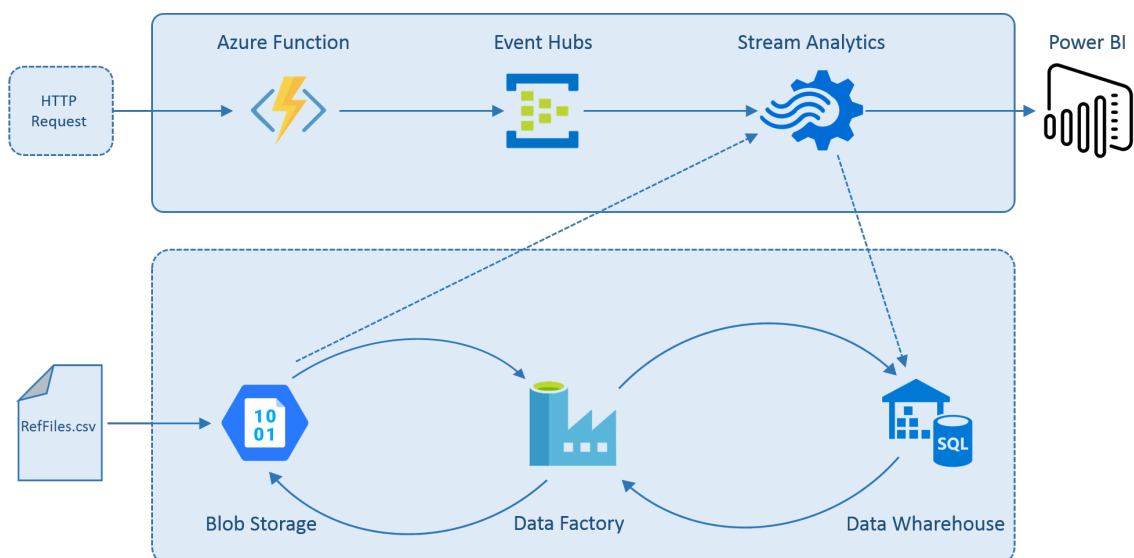 Azure Function
Event Hubs
Stream Analytics
Power BI
HTTP
Request
RefFiles.csv
10
01
SQL
Blob Storage
Data Factory
Data Wharehouse